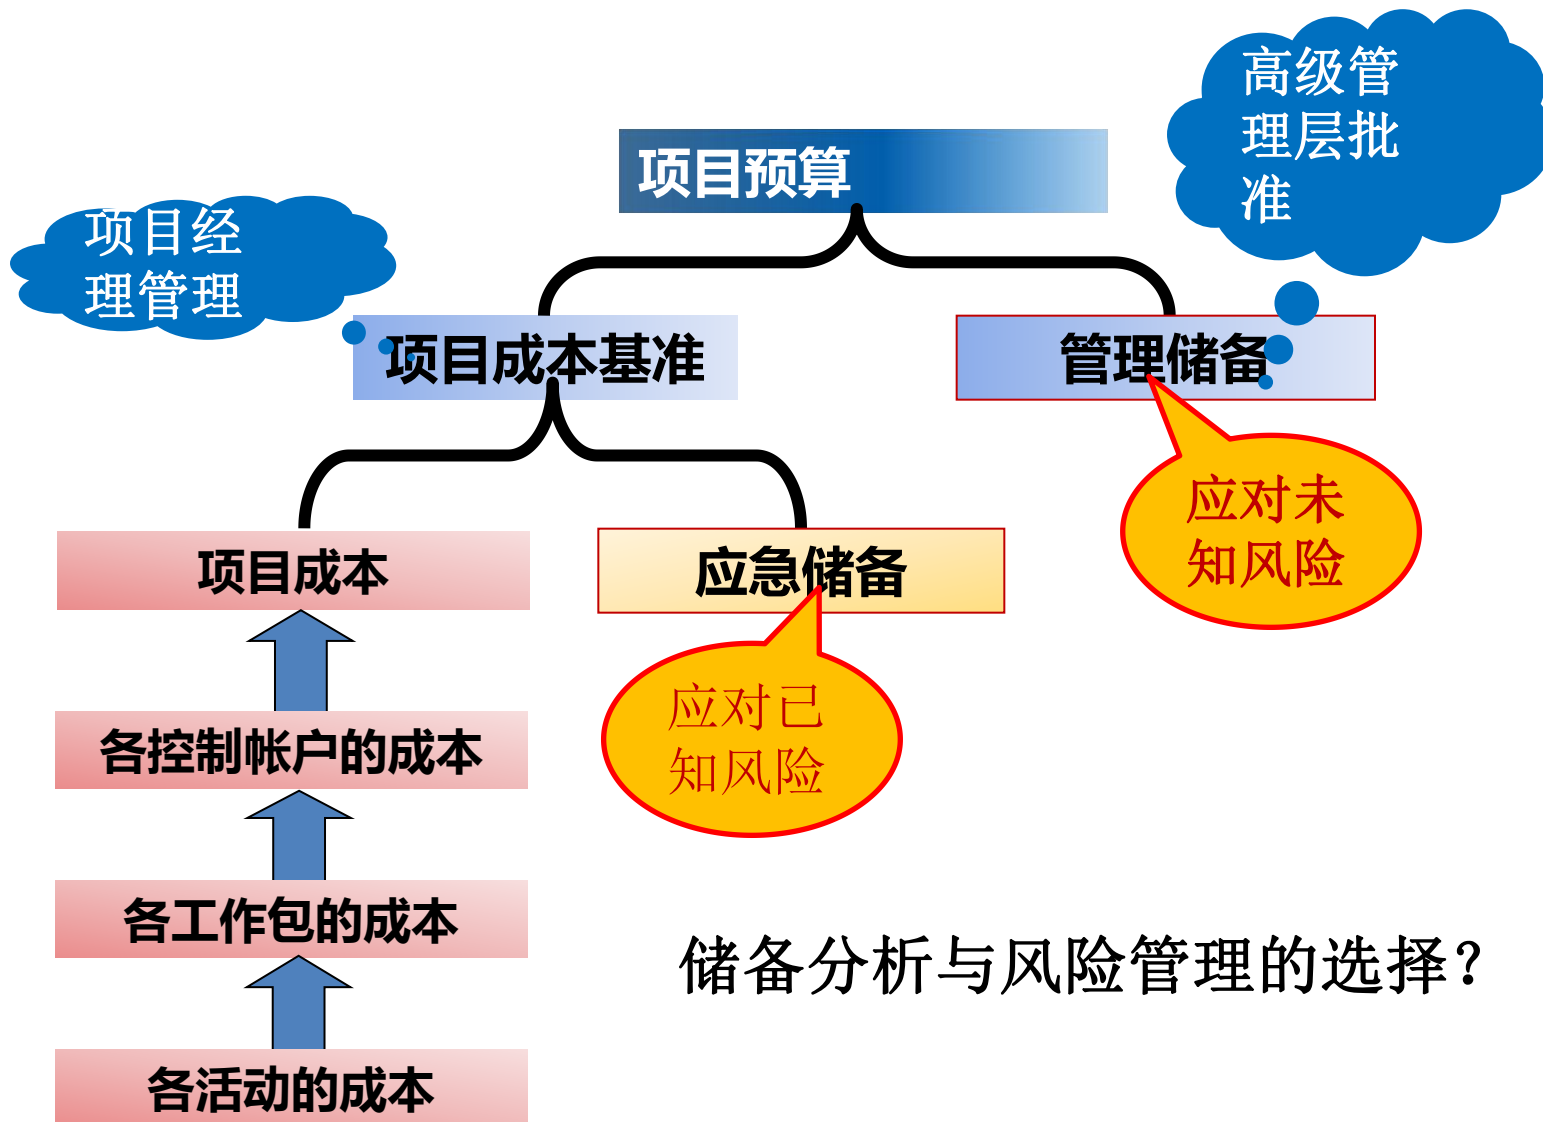 高级管
理层批
准
项目预算
项目经
理管理
项目成本基准
管理储备
应对未
知风险
项目成本
应急储备
应对已
知风险
各控制帐户的成本
各工作包的成本
储备分析与风险管理的选择?
各活动的成本